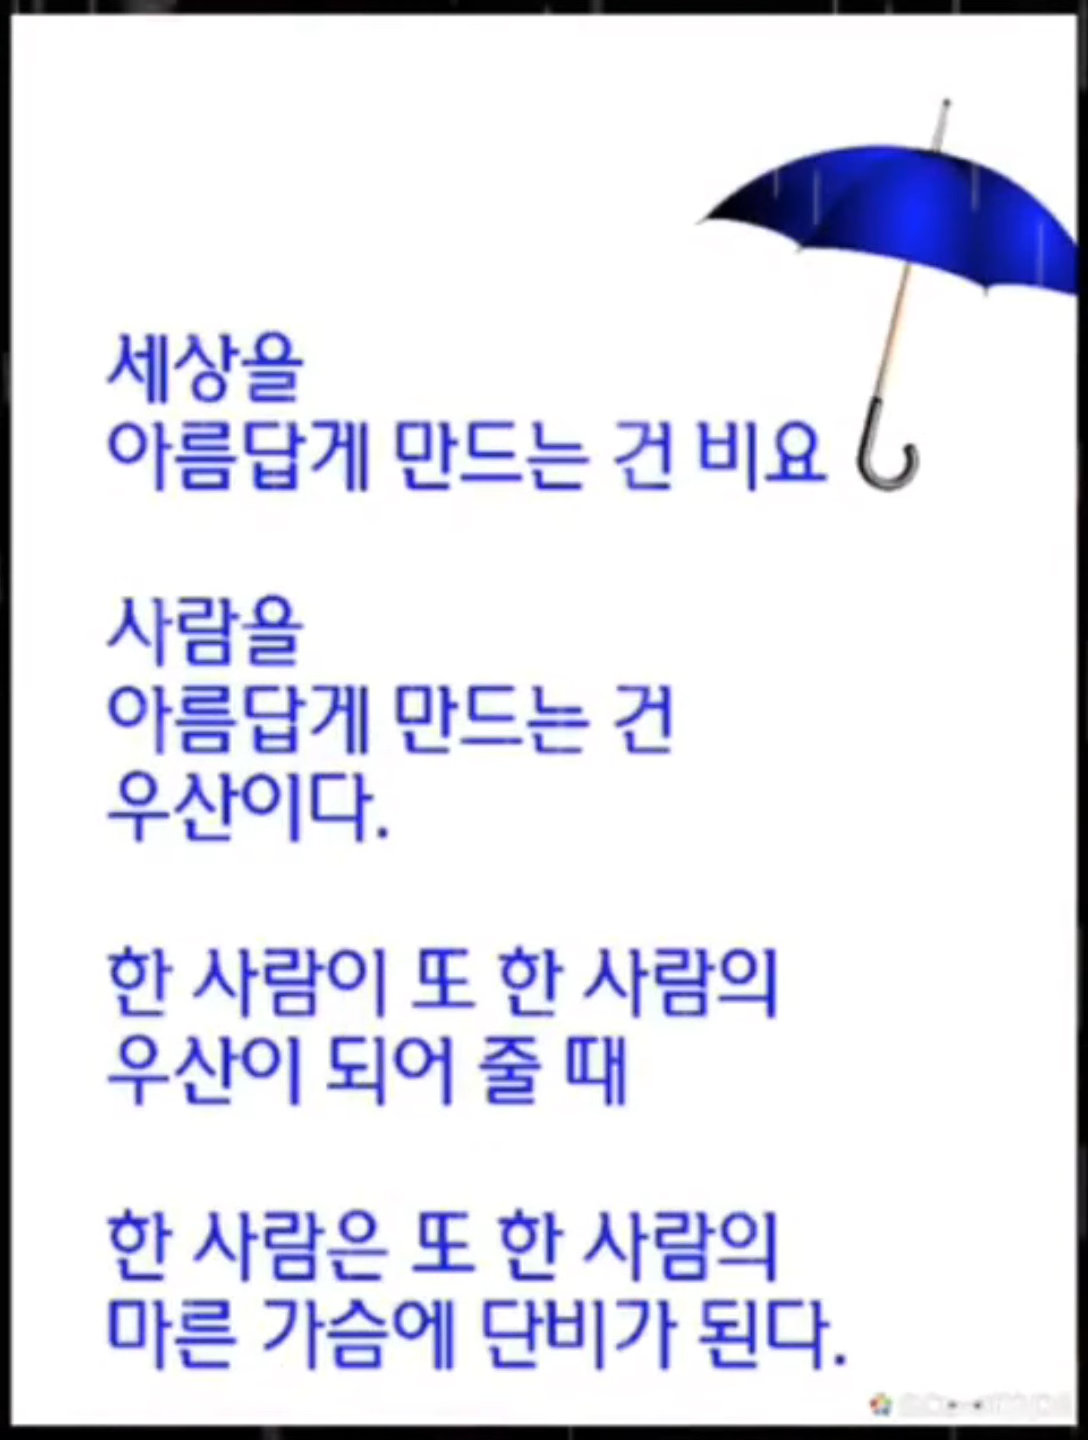 세상을
아름답게 만드는 건 비요
사람을
아름답게 만드는 건
우산이다.
한 사람이 또 한 사람의
우산이 되어 줄 때
한 사람은 또 한 사람의
마른 가슴에 단비가 된다.